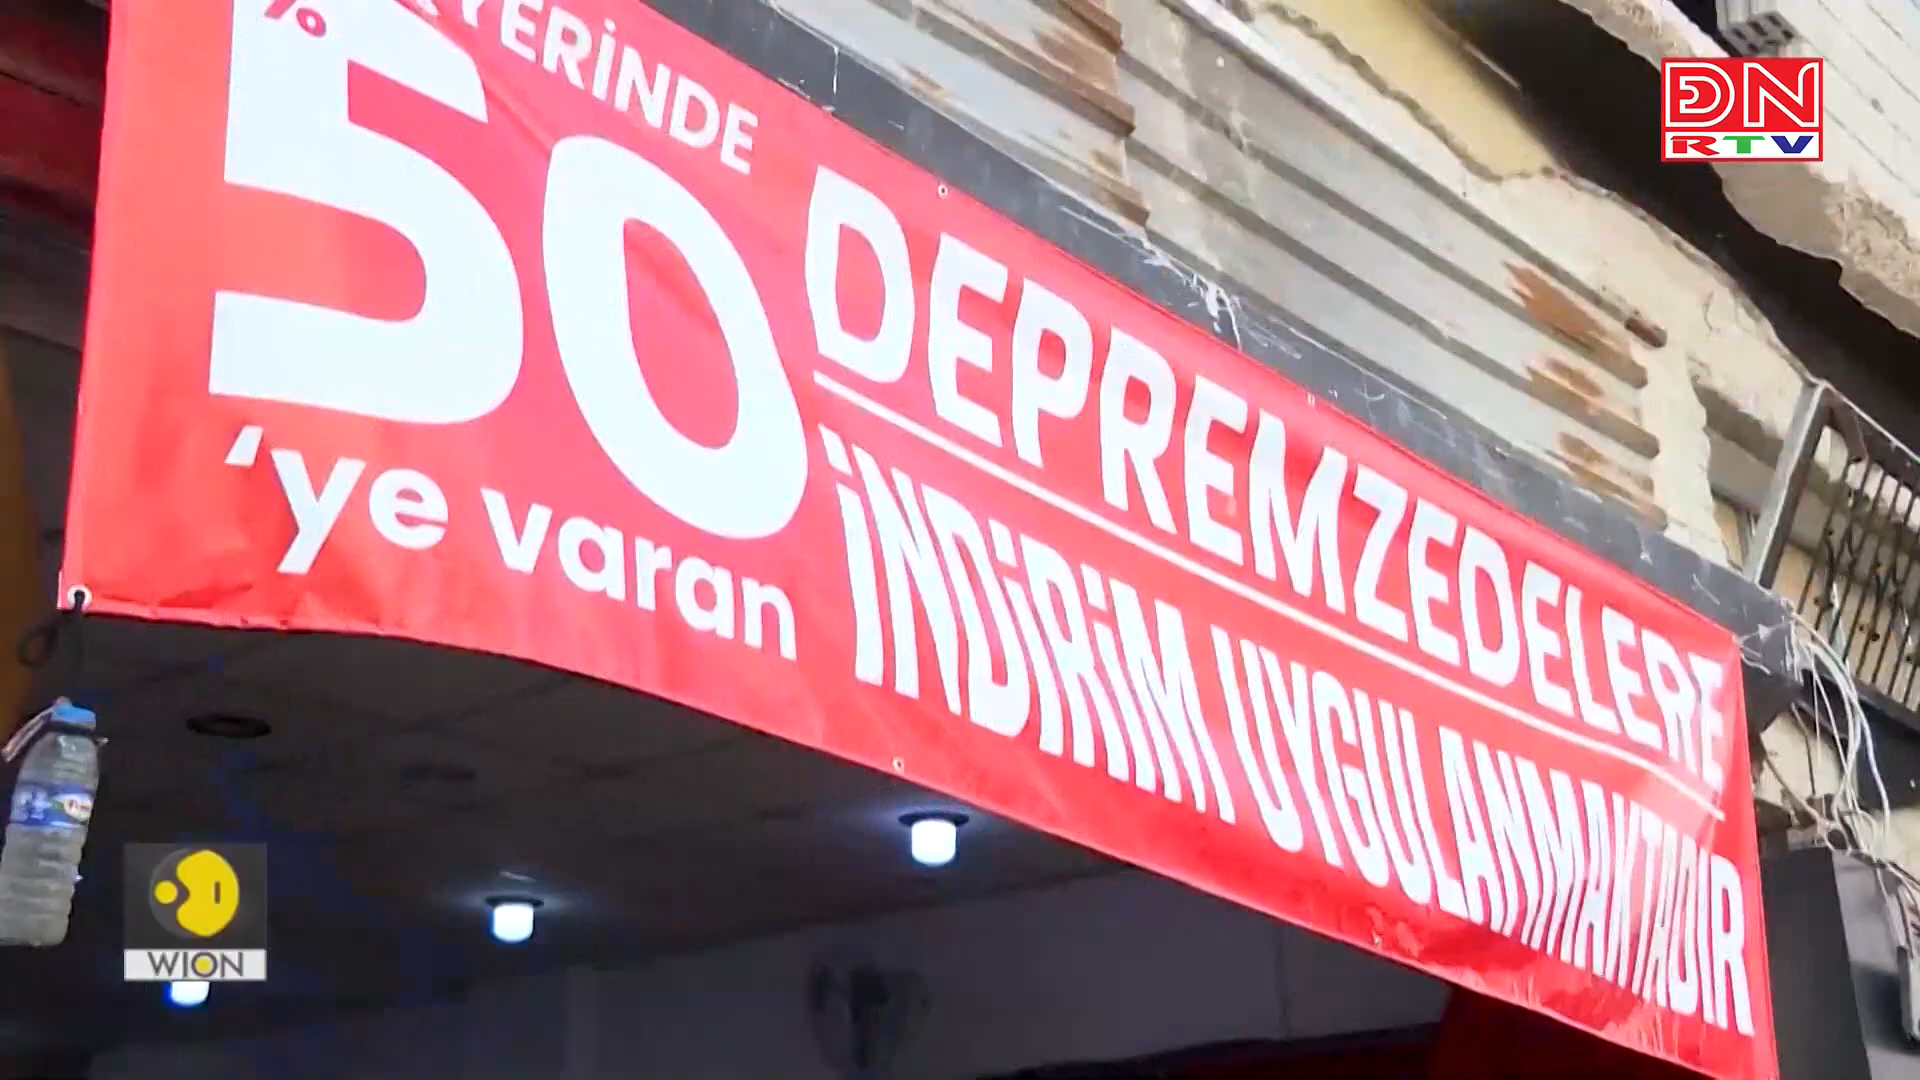 YERİNDE
%50
'ye varan
DEPREMZEDELERE
İNDİRİM UYGULANMAKTADIR
DN
RTV
WION